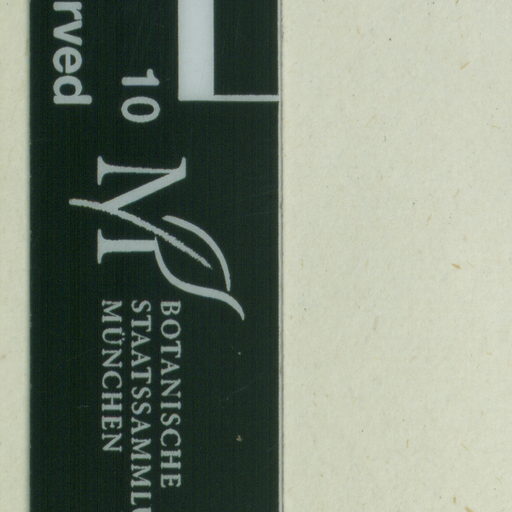 rved
10
BOTANISCHE
STAATSSAMMLU
MÜNCHEN